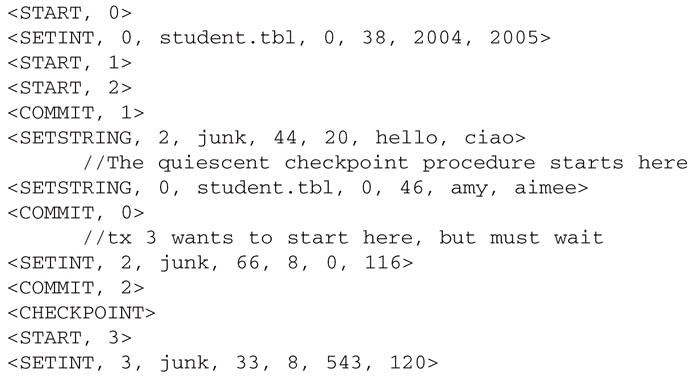 <START, 0>
<SETINT, 0, student.tbl, 0, 38, 2004, 2005>
<START, 1>
<START, 2>
<COMMIT, 1>
<SETSTRING, 2, junk, 44, 20, hello, ciao>
//The quiescent checkpoint procedure starts here
<SETSTRING, 0, student.tbl, 0, 46, amy, aimee>
<COMMIT, 0>
//tx 3 wants to start here, but must wait
<SETINT, 2, junk, 66, 8, 0, 116>
<COMMIT, 2>
<CHECKPOINT>
<START, 3>
<SETINT, 3, junk, 33, 8, 543, 120>